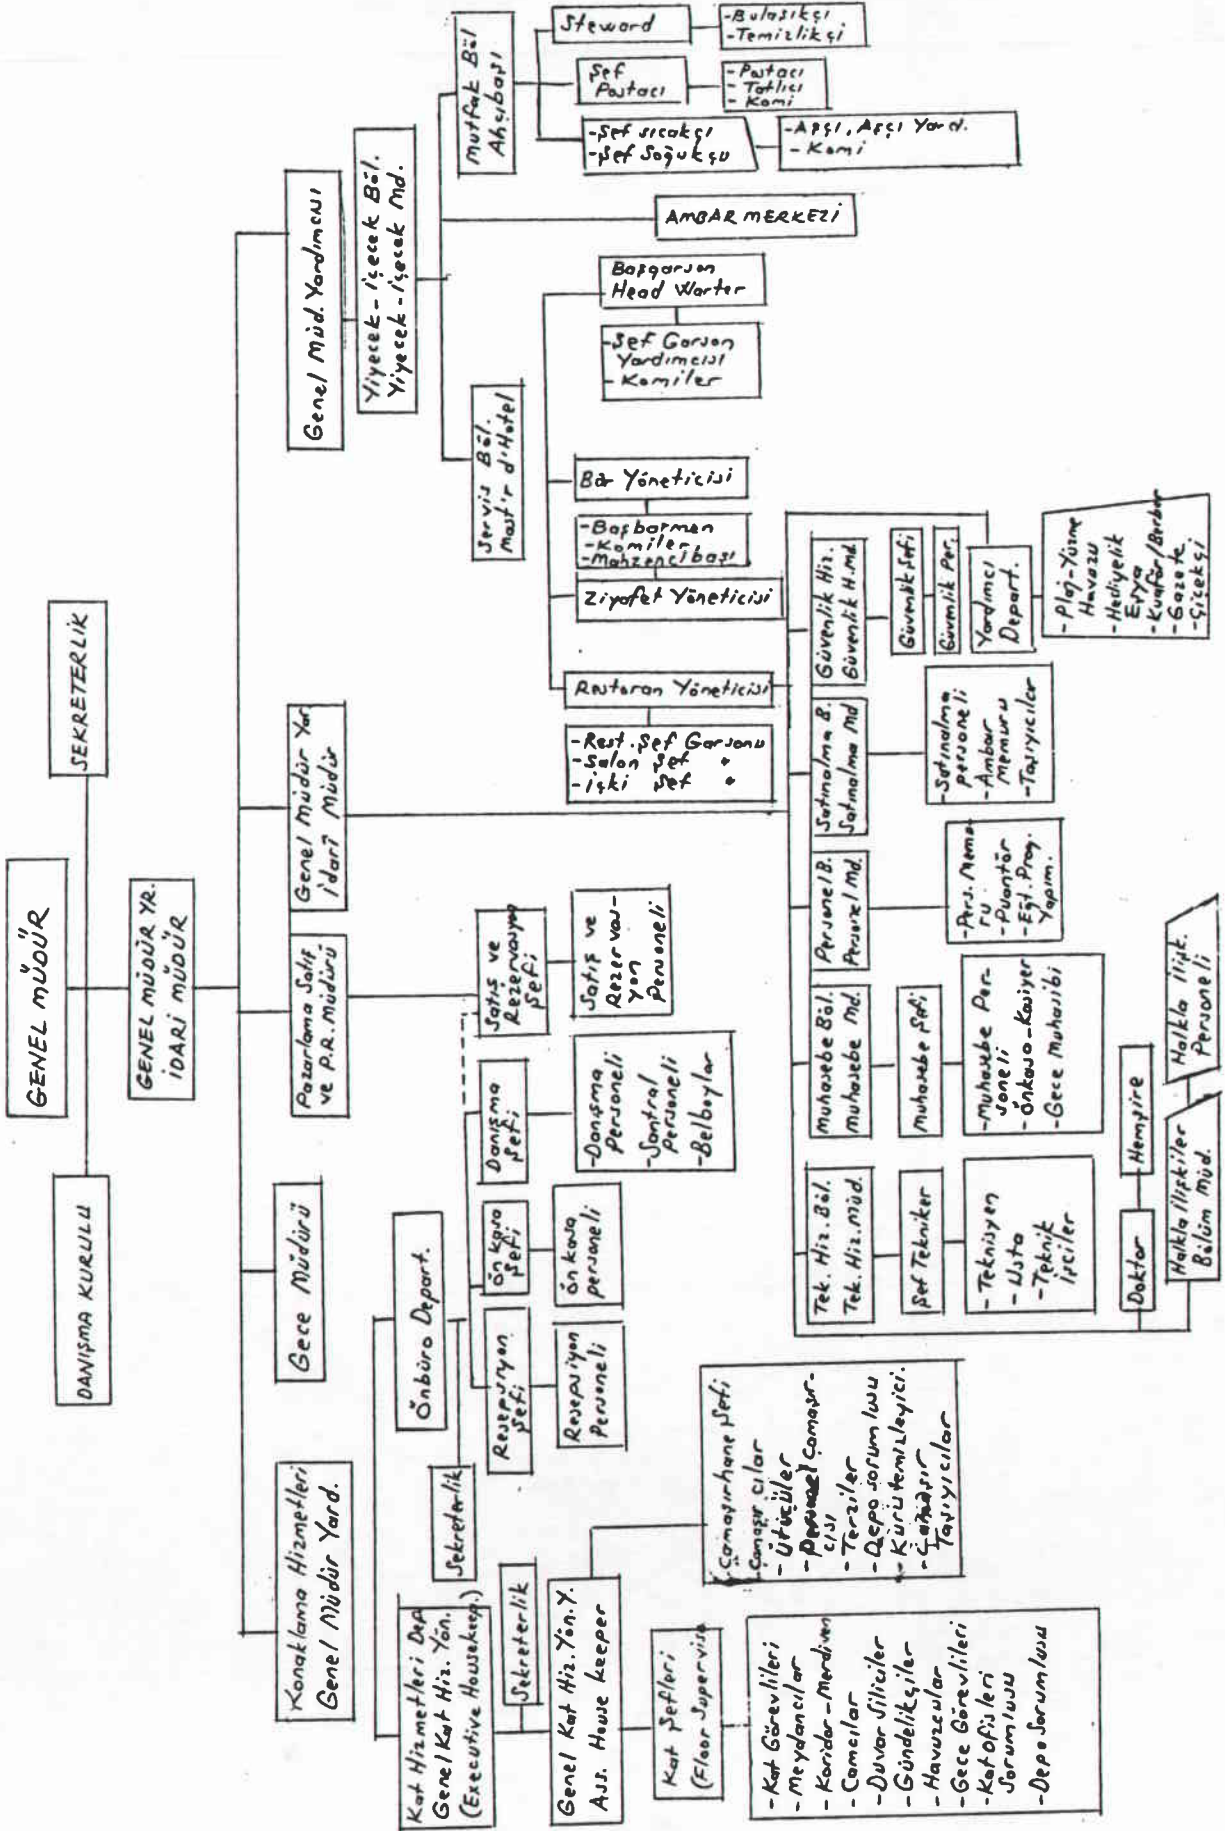 GENEL MÜDÜR
DANIŞMA KURULU
SEKRETERLİK
GENEL MÜDÜR YR.
İDARİ MÜDÜR
Konaklama Hizmetleri
Genel Müdür Yard.
Gece Müdürü
Pazarlama Satış
ve P.R. Müdürü
Genel Müdür Yar.
İdarî Müdür
Genel Müd. Yardımcısı
Yiyecek-İçecek Böl.
Yiyecek-İçecek Md.
Kat Hizmetleri Dep
Genel Kat Hiz. Yön.
(Executive Housekeep.)
Sekreterlik
Genel Kat Hiz. Yön. Y.
Ass. House keeper
Kat Şefleri
(Floor Superviso
- Kat Görevlileri
- Meydancılar
- Koridor-Merdiven
- Camcılar
- Duvar Siliciler
- Gündelikçiler
- Havuzcular
- Gece Görevlileri
- Kat Ofisleri
Sorumlusu
- Depo Sorumlusu
Çamaşırhane Şefi
Çamaşırcılar
- Ütücüler
- Personel Çamaşır-
cısı
- Terziler
- Depo sorumlusu
- Kuru temizleyici.
- Çamaşır
Taşıyıcılar
Önbüro Depart.
Sekreterlik
Resepsiyon
Şefi
Resepsiyon
Personeli
Ön kasa
Şefi
Ön kasa
personeli
Danışma
Şefi
- Danışma
Personeli
- Santral
Personeli
- Belboylar
Satış ve
Rezervasyon
Şefi
Satış ve
Rezervas-
yon
Personeli
Servis Böl.
Mast'r d'Hotel
Mutfak Böl
Ahçıbaşı
Steward
- Bulaşıkçı
- Temizlikçi
Şef
Pastacı
- Pastacı
- Tatlıcı
- Komi
- Şef sıcakçı
- Şef Soğukçu
- Aşçı, Aşçı Yard.
- Komi
AMBAR MERKEZİ
Başgarson
Head Waiter
- Şef Garson
Yardımcısı
- Komiler
Bar Yöneticisi
- Başbarmen
- Komiler
- Mahzencibaşı
Ziyafet Yöneticisi
Restoran Yöneticisi
- Rest. Şef Garsonu
- Salon Şef "
- İçki Şef "
Tek. Hiz. Böl.
Tek. Hiz. Müd.
Şef Tekniker
- Teknisyen
- Usta
- Teknik
İşçiler
Muhasebe Böl.
Muhasebe Md.
Muhasebe Şefi
- Muhasebe Per-
soneli
- Önkasa-Kasiyer
- Gece Muhasibi
Personel B.
Personel Md.
- Pers. Memu-
ru
- Puantör
- Eğt. Prog.
Yapım.
Satınalma B.
Satınalma Md
- Satınalma
personeli
- Ambar
memuru
- Taşıyıcılar
Güvenlik Hiz.
Güvenlik H. Md.
Güvenlik Şefi
Güvenlik Per.
Yardımcı
Depart.
- Plaj-Yüzme
Havuzu
- Hediyelik
Eşya
- Kuaför/Berber
- Gazete
- Çiçekçi
Doktor
Hemşire
Halkla İlişkiler
Bölüm Müd.
Halkla İlişk.
Personeli